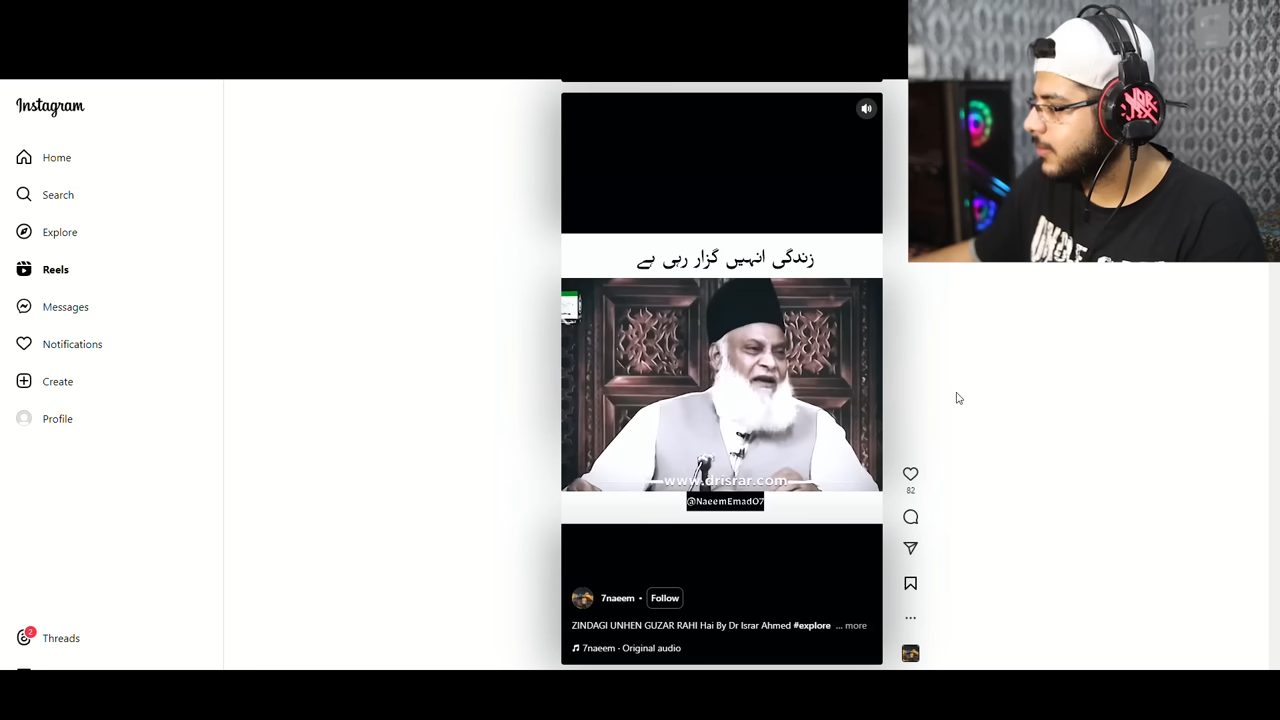 Instagram
Home
Search
Explore
Reels
Messages
Notifications
Create
Profile
2
Threads
زندگی انہیں گزار رہی ہے
www.drisrar.com
@NaeemEmad07
7naeem • Follow
ZINDAGI UNHEN GUZAR RAHI Hai By Dr Israr Ahmed #explore ... more
7naeem · Original audio
82